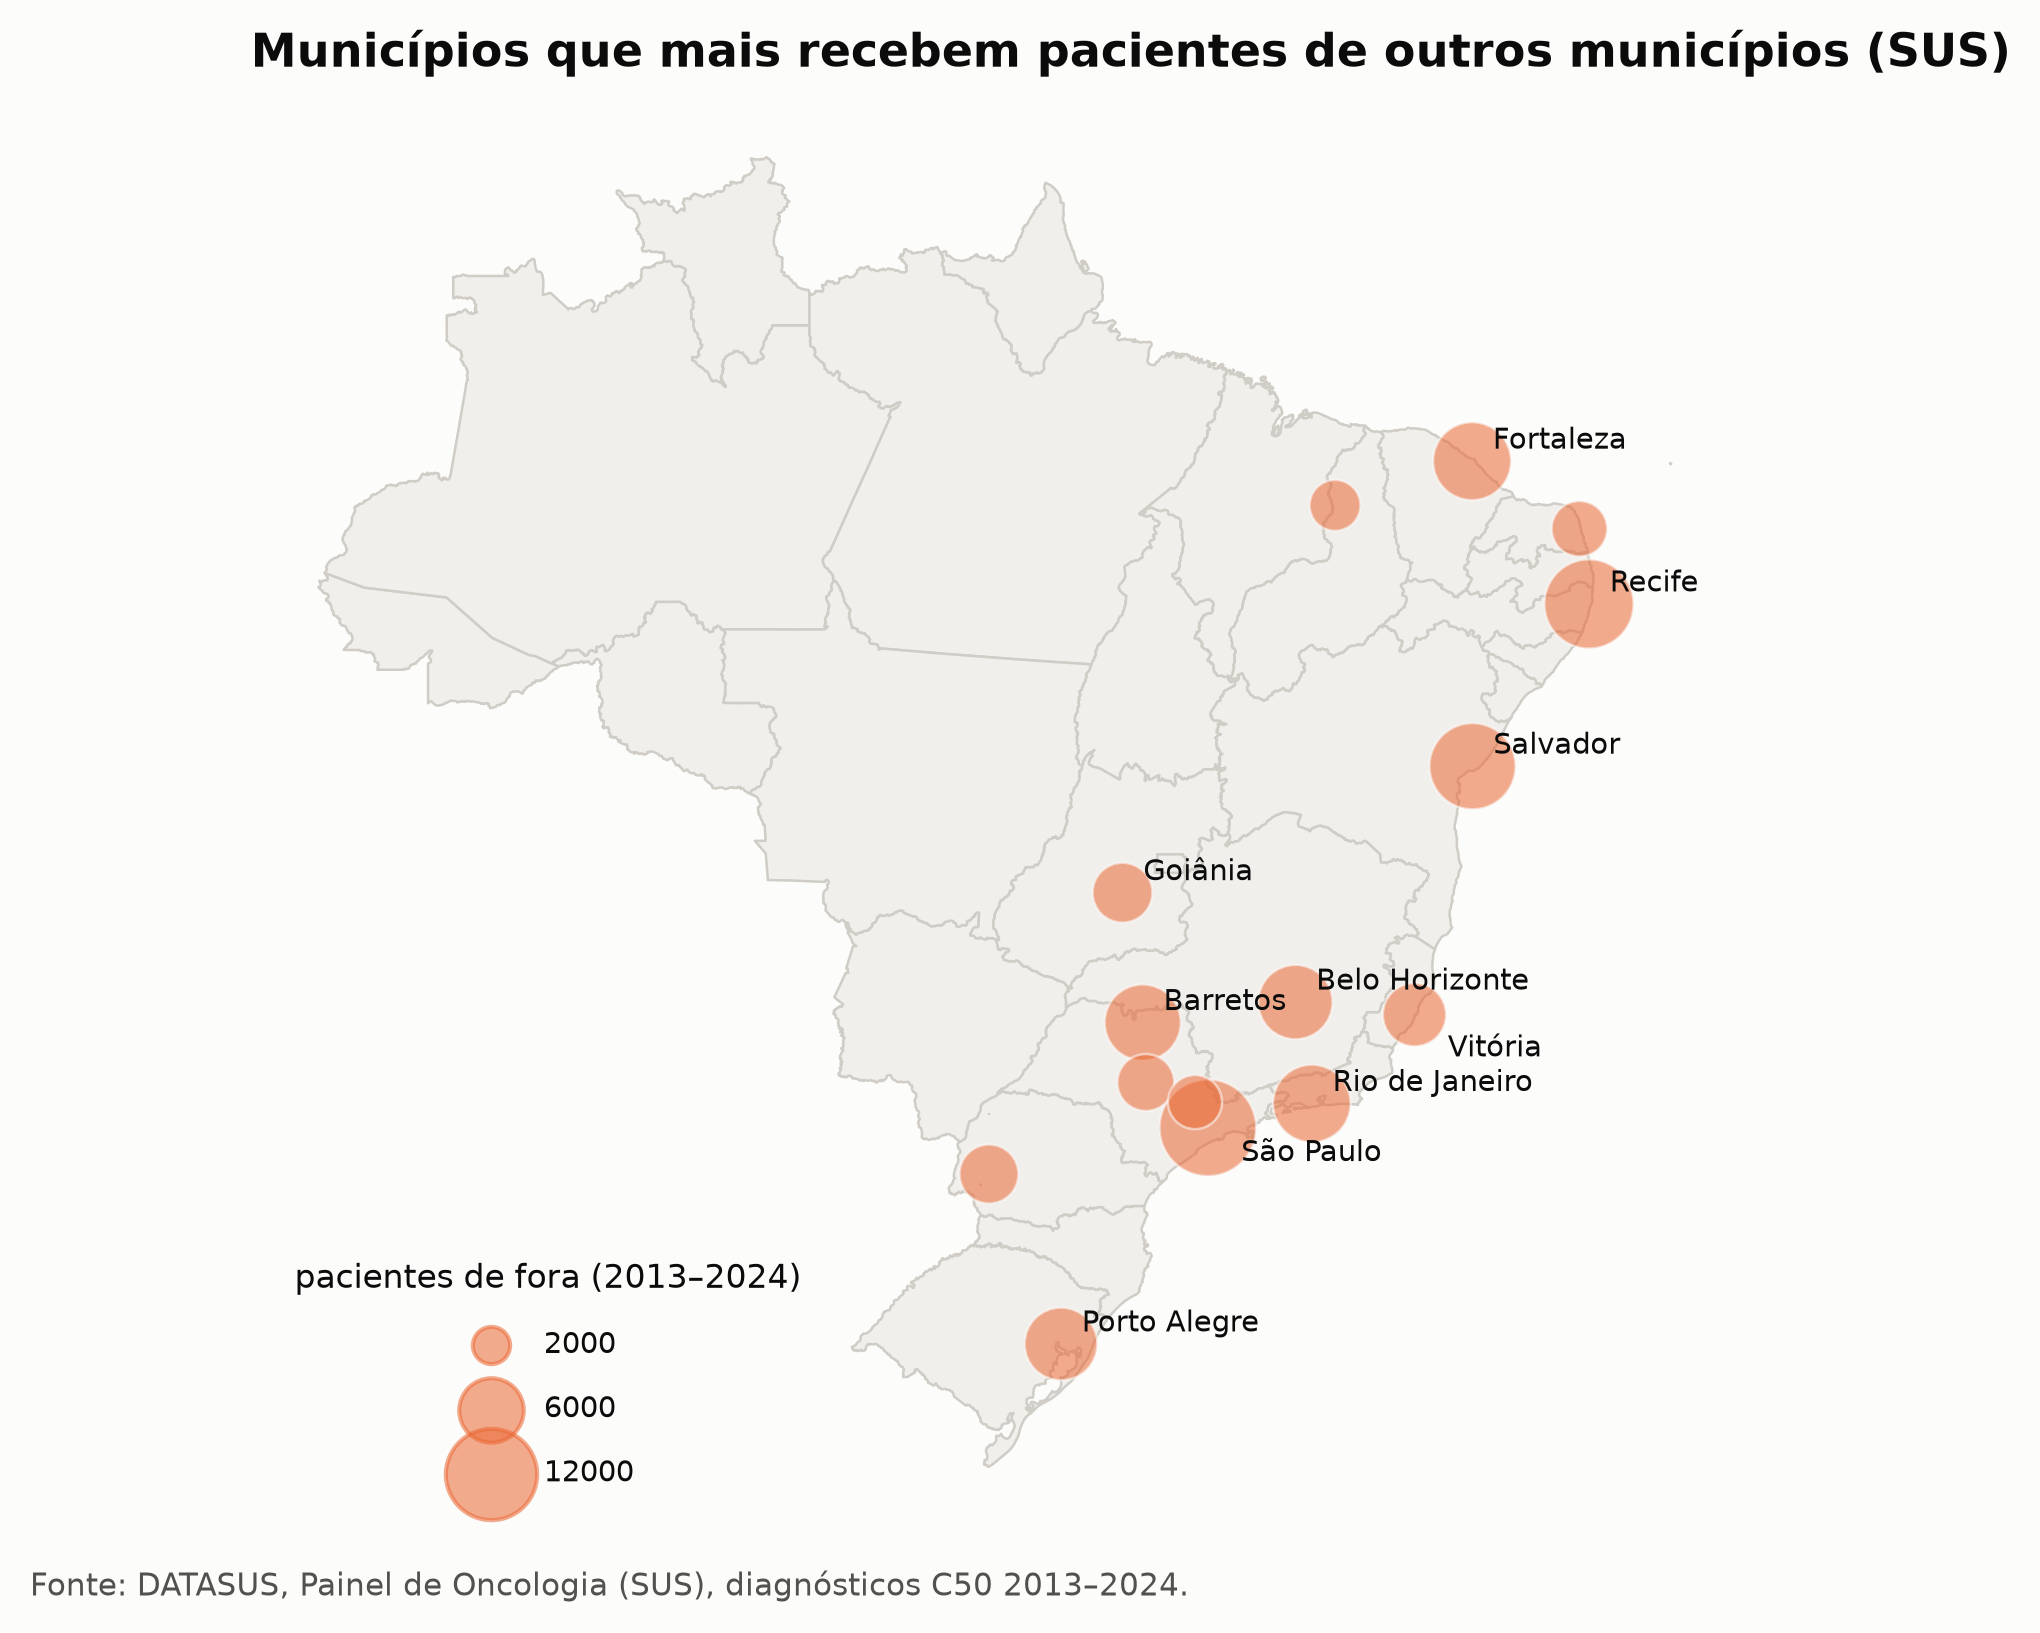 Municípios que mais recebem pacientes de outros municípios (SUS)
Fortaleza
Recife
Salvador
Goiânia
Belo Horizonte
Barretos
Vitória
Rio de Janeiro
São Paulo
Porto Alegre
pacientes de fora (2013–2024)
2000
6000
12000
Fonte: DATASUS, Painel de Oncologia (SUS), diagnósticos C50 2013–2024.